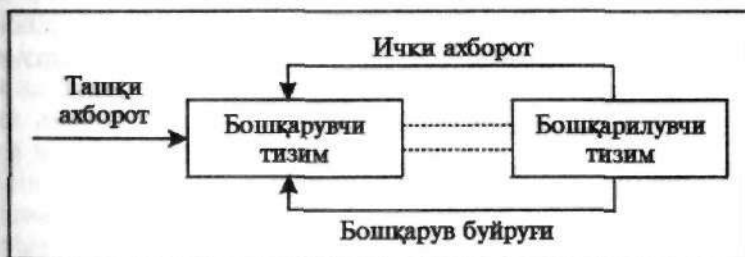 Ички ахборот
Ташқи
ахборот
Бошқарувчи
тизим
Бошқарилувчи
тизим
Бошқарув буйруғи